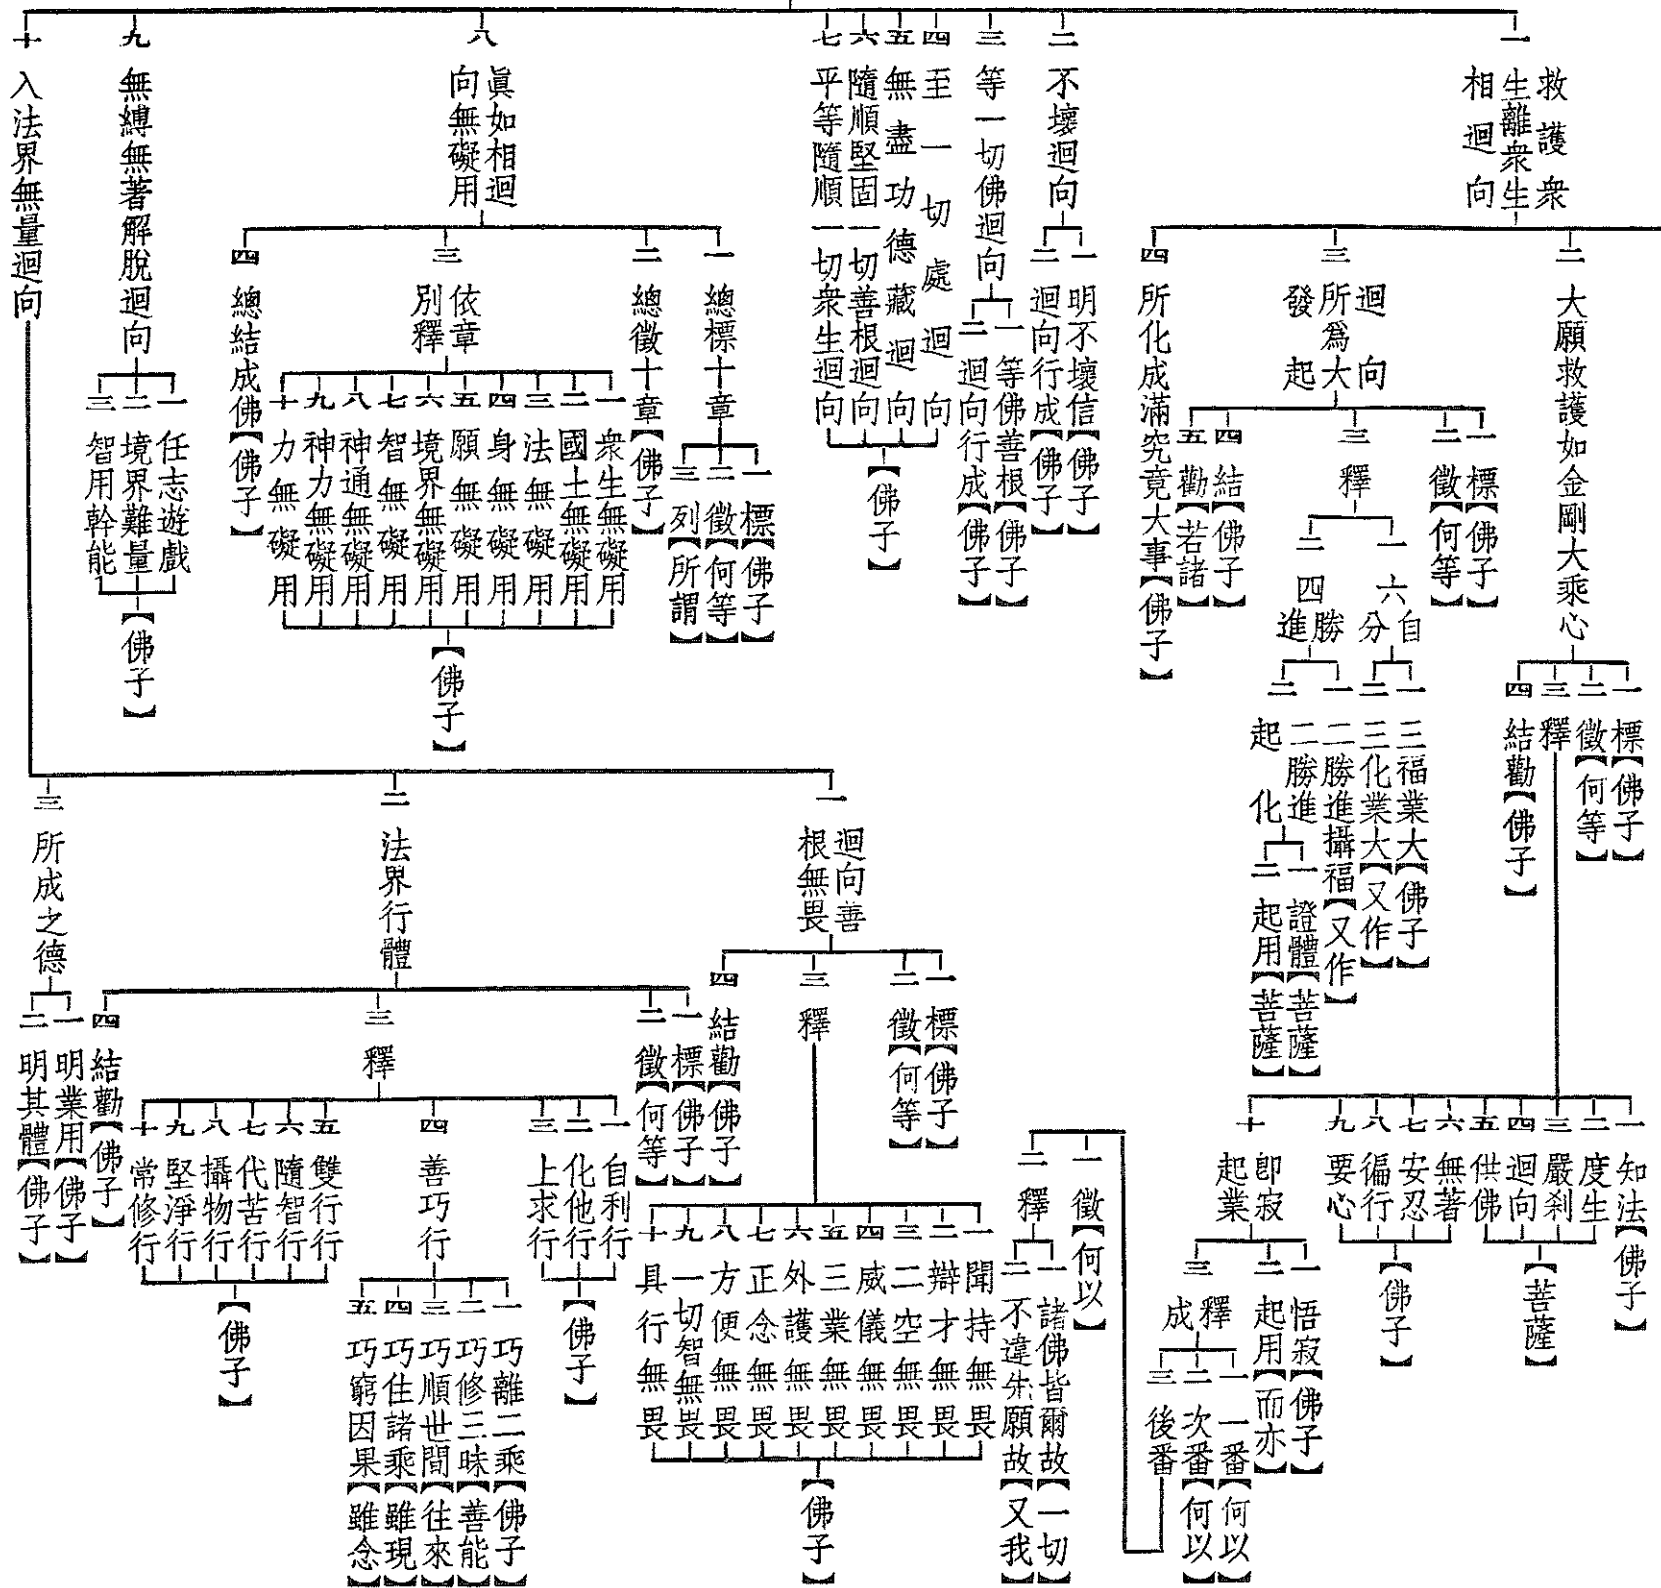 一 救護衆生離衆生相迴向
二 大願救護如金剛大乘心
一 標【佛子】
二 徵【何等】
三 釋
一 知法【佛子】
二 度生
三 嚴刹
四 迴向
五 供佛
【菩薩】
六 無著
七 安忍
八 徧行
九 要心
【佛子】
十 卽寂起業
一 悟寂【佛子】
二 起用【而亦】
三 釋成
一 一番【何以】
二 次番【何以】
三 後番
一 徵【何以】
二 釋
一 諸佛皆爾故【一切】
二 不違先願故【又我】
四 結勸【佛子】
三 迴向所爲大發起
一 標【佛子】
二 徵【何等】
三 釋
一 六自分
一 三福業大【佛子】
二 三化業大【又作】
二 四勝進
一 二勝進攝福【又作】
二 二勝進起化
一 證體【菩薩】
二 起用【菩薩】
四 結【佛子】
五 勸【若諸】
四 所化成滿究竟大事【佛子】
二 不壞迴向
一 明不壞信【佛子】
二 迴向行成【佛子】
三 等一切佛迴向
一 等佛善根【佛子】
二 迴向行成【佛子】
四 至一切處迴向
五 無盡功德藏迴向
六 隨順堅固一切善根迴向
七 平等隨順一切衆生迴向
【佛子】
八 眞如相迴向無礙用
一 總標十章
一 標【佛子】
二 徵【何等】
三 列【所謂】
二 總徵十章【佛子】
三 依章別釋
一 衆生無礙用
二 國土無礙用
三 法無礙用
四 身無礙用
五 願無礙用
六 境界無礙用
七 智無礙用
八 神通無礙用
九 神力無礙用
十 力無礙用
【佛子】
四 總結成佛【佛子】
九 無縛無著解脫迴向
一 任志遊戲
二 境界難量
三 智用幹能
【佛子】
十 入法界無量迴向
一 迴向善根無畏
一 標【佛子】
二 徵【何等】
三 釋
一 聞持無畏
二 辯才無畏
三 二空無畏
四 威儀無畏
五 三業無畏
六 外護無畏
七 正念無畏
八 方便無畏
九 一切智無畏
十 具行無畏
【佛子】
四 結勸【佛子】
二 法界行體
一 標【佛子】
二 徵【何等】
三 釋
一 自利行
二 化他行
三 上求行
【佛子】
四 善巧行
一 巧離二乘【佛子】
二 巧修三昧【善能】
三 巧順世間【往來】
四 巧住諸乘【雖現】
五 巧窮因果【雖念】
五 雙行行
六 隨智行
七 代苦行
八 攝物行
九 堅淨行
十 常修行
【佛子】
四 結勸【佛子】
三 所成之德
一 明業用【佛子】
二 明其體【佛子】